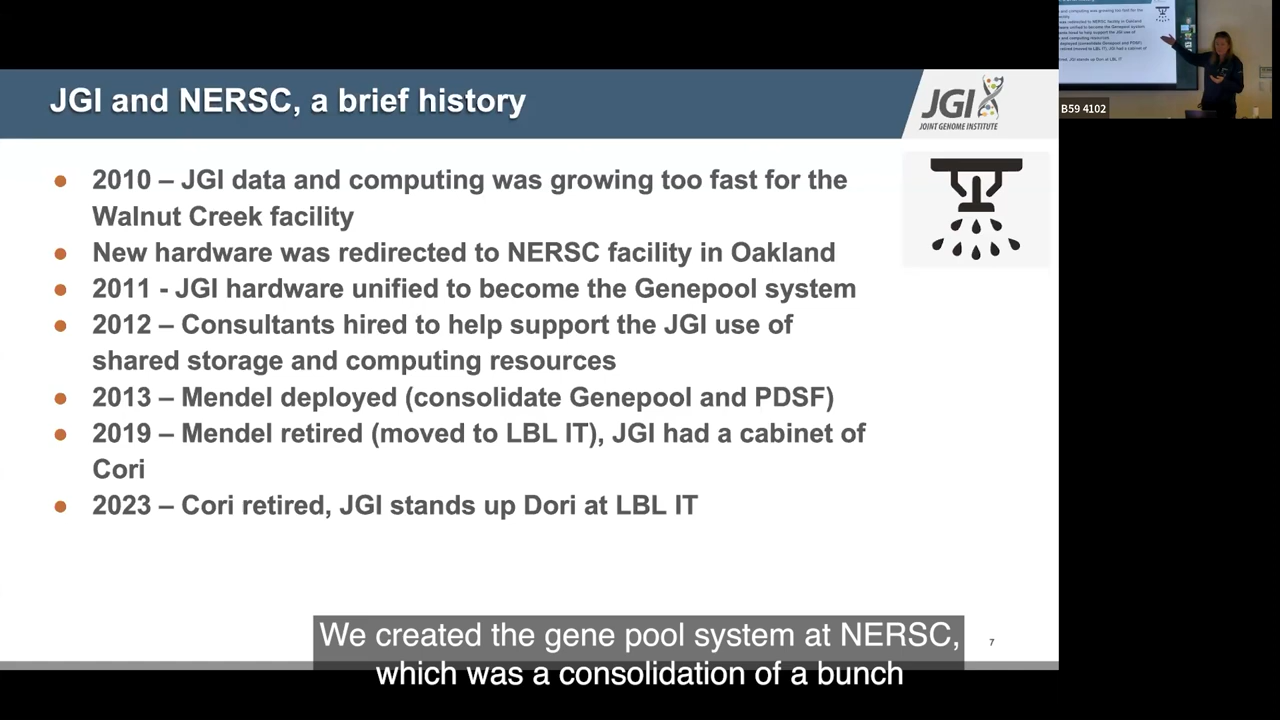 JGI and NERSC, a brief history
JGI
JOINT GENOME INSTITUTE
● 2010 – JGI data and computing was growing too fast for the
Walnut Creek facility
● New hardware was redirected to NERSC facility in Oakland
● 2011 - JGI hardware unified to become the Genepool system
● 2012 – Consultants hired to help support the JGI use of
shared storage and computing resources
● 2013 – Mendel deployed (consolidate Genepool and PDSF)
● 2019 – Mendel retired (moved to LBL IT), JGI had a cabinet of
Cori
● 2023 – Cori retired, JGI stands up Dori at LBL IT
We created the gene pool system at NERSC,
which was a consolidation of a bunch
7
B59 4102